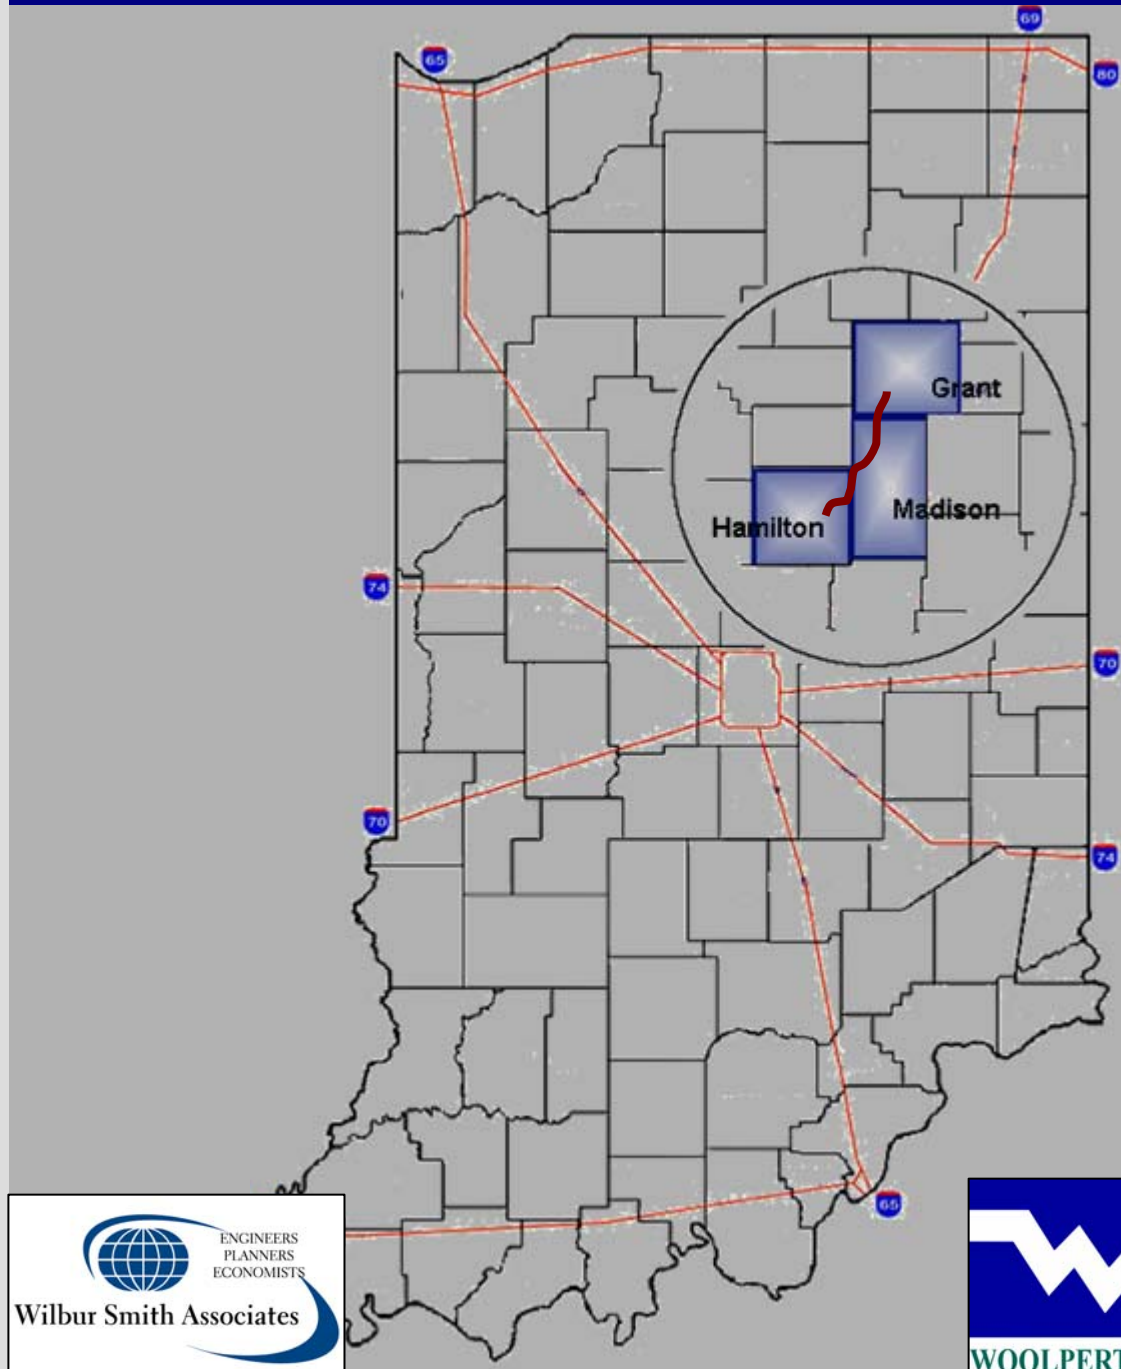 69
65
80
Grant
Madison
Hamilton
74
70
70
74
65
ENGINEERS
PLANNERS
ECONOMISTS
Wilbur Smith Associates
WOOLPERT